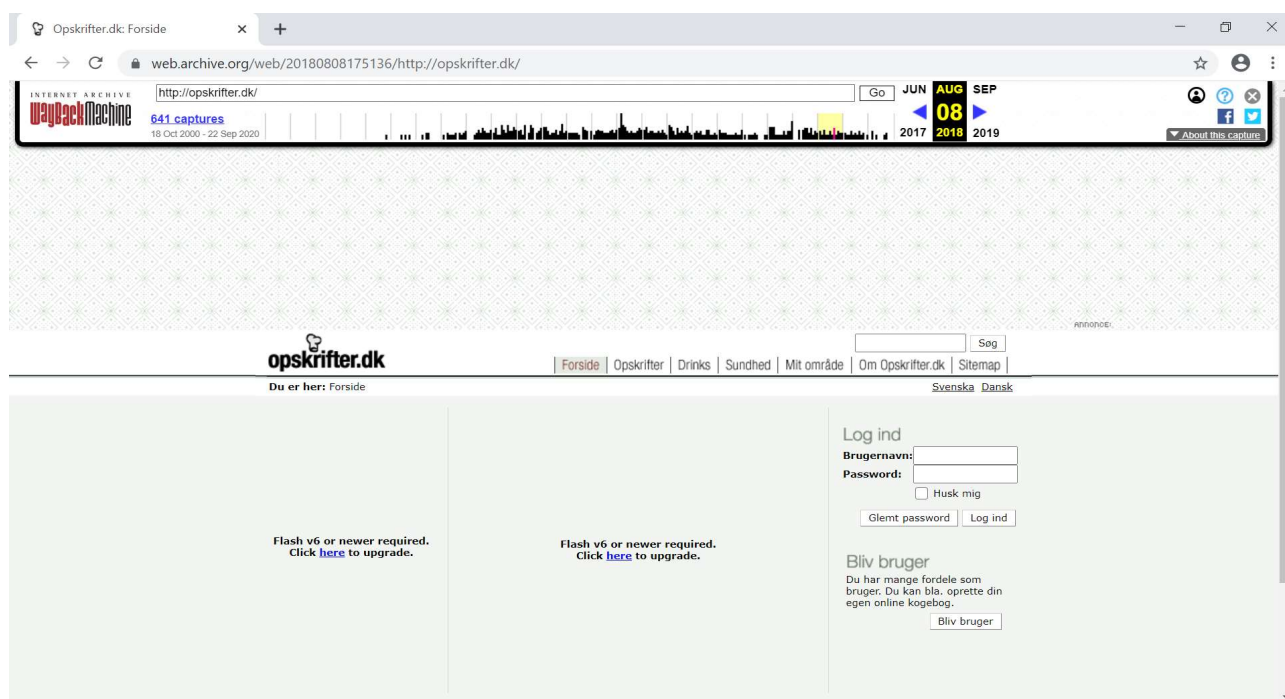 Opskrifter.dk: Forside
web.archive.org/web/20180808175136/http://opskrifter.dk/
INTERNET ARCHIVE
WayBack Machine
http://opskrifter.dk/
Go
JUN AUG SEP
641 captures
08
18 Oct 2000 - 22 Sep 2020
2017 2018 2019
About this capture
ANNONCE:
opskrifter.dk
Søg
Forside Opskrifter Drinks Sundhed Mit område Om Opskrifter.dk Sitemap
Du er her: Forside
Svenska Dansk
Flash v6 or newer required.
Click here to upgrade.
Flash v6 or newer required.
Click here to upgrade.
Log ind
Brugernavn:
Password:
Husk mig
Glemt password Log ind
Bliv bruger
Du har mange fordele som
bruger. Du kan bla. oprette din
egen online kogebog.
Bliv bruger